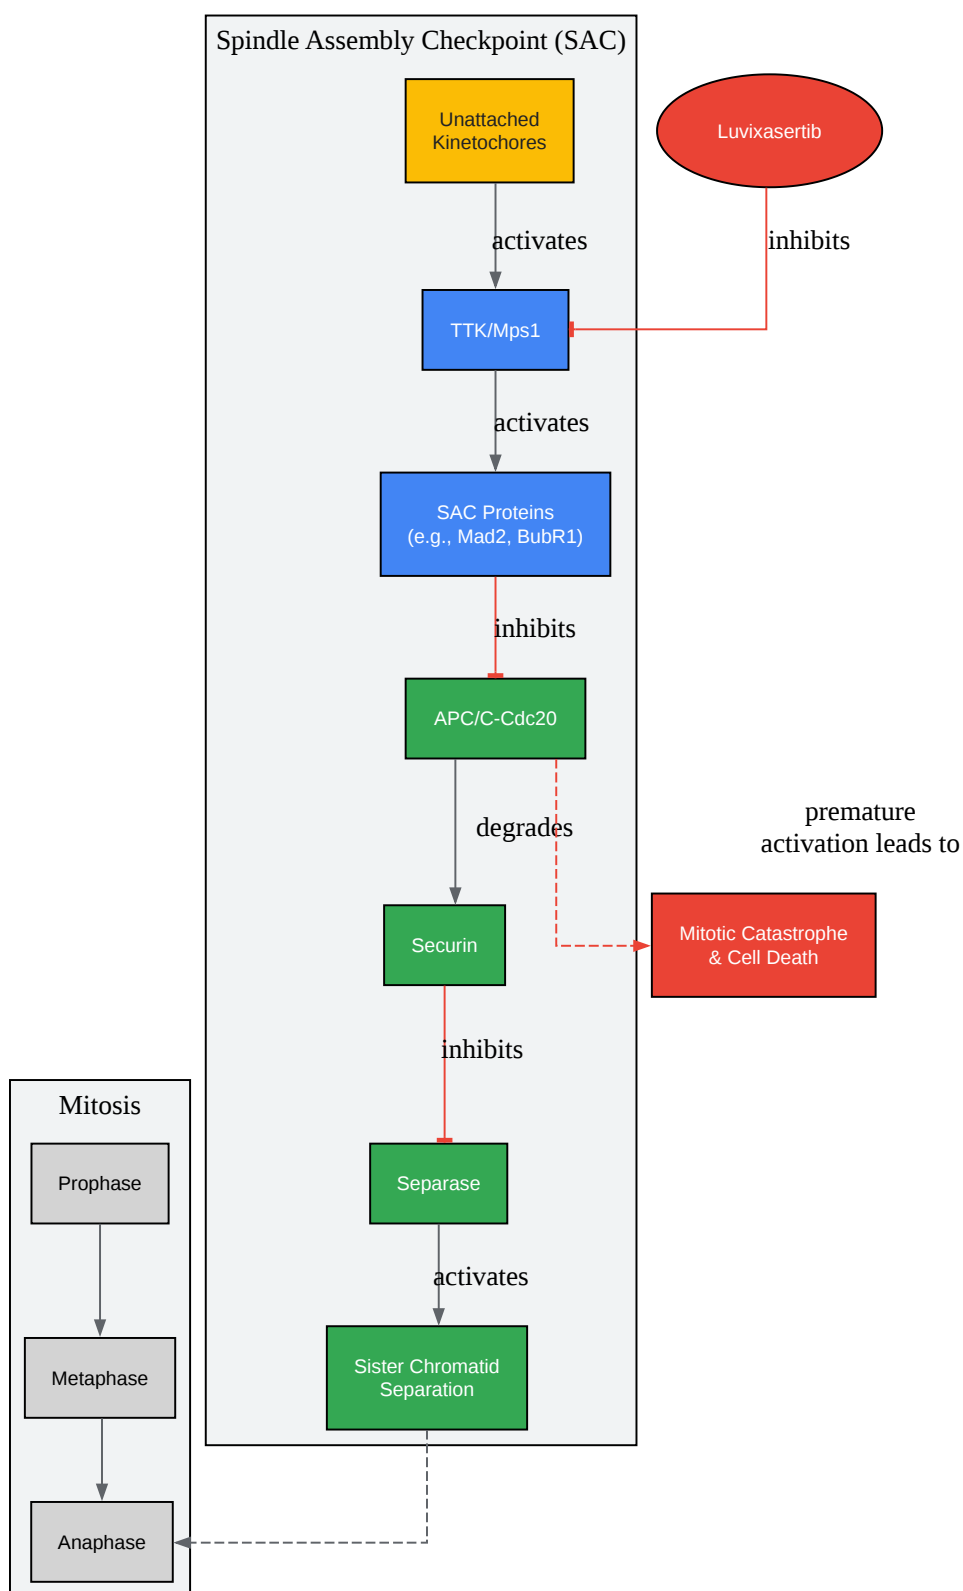 Spindle Assembly Checkpoint (SAC)
Unattached
Kinetochores
Luvixasertib
activates
inhibits
TTK/Mps1
activates
SAC Proteins
(e.g., Mad2, BubR1)
inhibits
APC/C-Cdc20
degrades
premature
activation leads to
Securin
Mitotic Catastrophe
& Cell Death
inhibits
Mitosis
Prophase
Separase
activates
Metaphase
Sister Chromatid
Separation
Anaphase